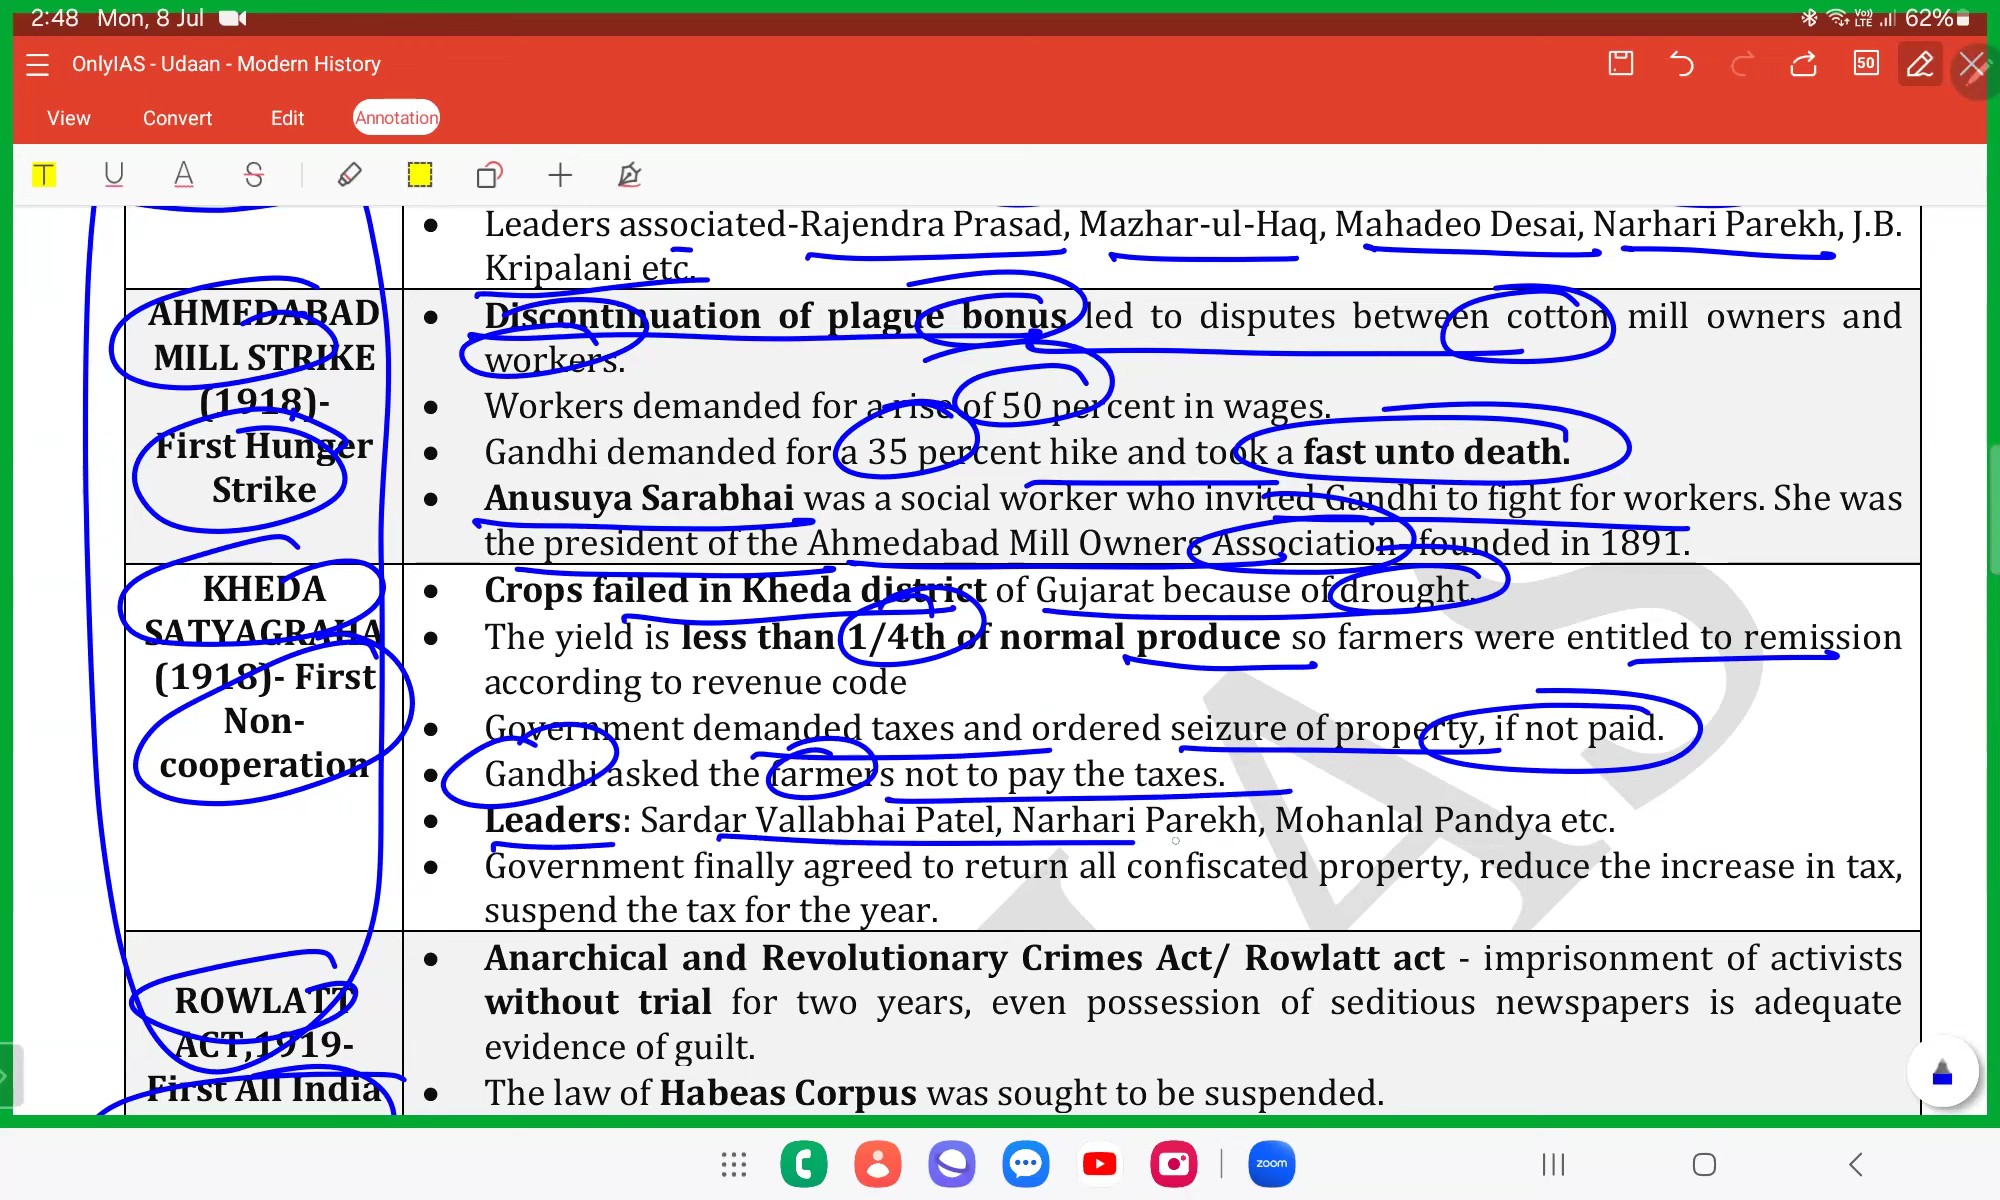 2:48 Mon, 8 Jul
Vo)) LTE 62%
OnlyIAS - Udaan - Modern History
50
View Convert Edit Annotation
T U A S
Leaders associated-Rajendra Prasad, Mazhar-ul-Haq, Mahadeo Desai, Narhari Parekh, J.B.
Kripalani etc.
AHMEDABAD
MILL STRIKE
(1918)-
First Hunger
Strike
• Discontinuation of plague bonus led to disputes between cotton mill owners and
workers.
• Workers demanded for a rise of 50 percent in wages.
• Gandhi demanded for a 35 percent hike and took a fast unto death.
• Anusuya Sarabhai was a social worker who invited Gandhi to fight for workers. She was
the president of the Ahmedabad Mill Owners Association founded in 1891.
KHEDA
SATYAGRAHA
(1918)- First
Non-
cooperation
• Crops failed in Kheda district of Gujarat because of drought.
• The yield is less than 1/4th of normal produce so farmers were entitled to remission
according to revenue code
• Government demanded taxes and ordered seizure of property, if not paid.
• Gandhi asked the farmers not to pay the taxes.
• Leaders: Sardar Vallabhai Patel, Narhari Parekh, Mohanlal Pandya etc.
• Government finally agreed to return all confiscated property, reduce the increase in tax,
suspend the tax for the year.
ROWLATT
ACT,1919-
First All India
• Anarchical and Revolutionary Crimes Act/ Rowlatt act - imprisonment of activists
without trial for two years, even possession of seditious newspapers is adequate
evidence of guilt.
• The law of Habeas Corpus was sought to be suspended.
zoom